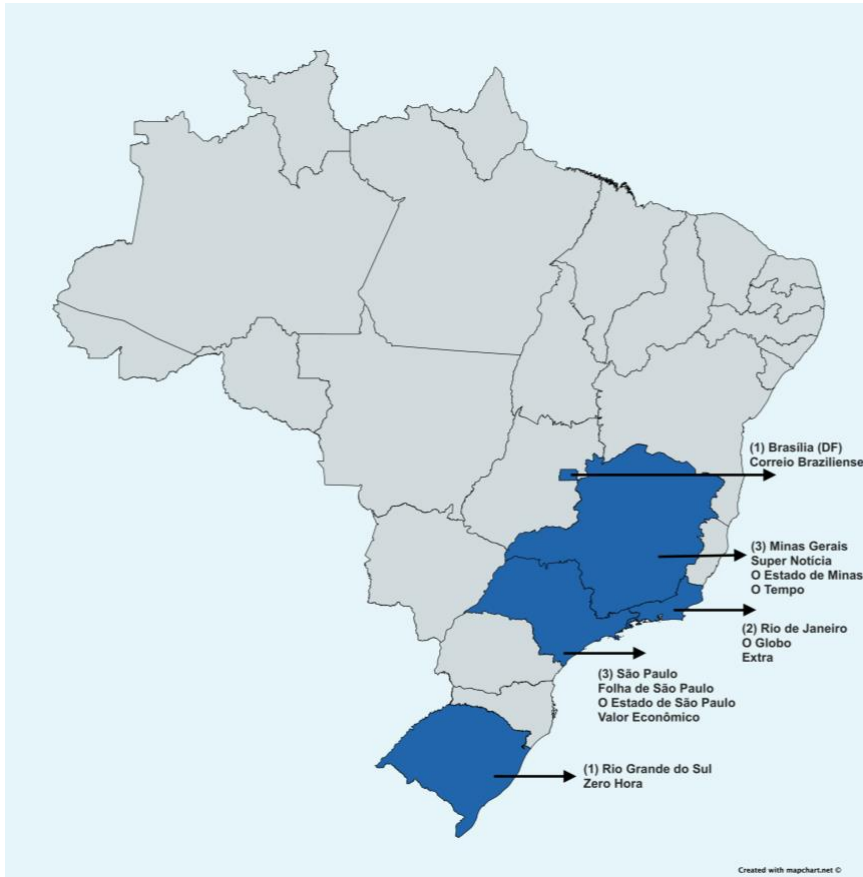 (1) Brasília (DF)
Correio Braziliense
(3) Minas Gerais
Super Notícia
O Estado de Minas
O Tempo
(2) Rio de Janeiro
O Globo
Extra
(3) São Paulo
Folha de São Paulo
O Estado de São Paulo
Valor Econômico
(1) Rio Grande do Sul
Zero Hora
Created with mapchart.net ©